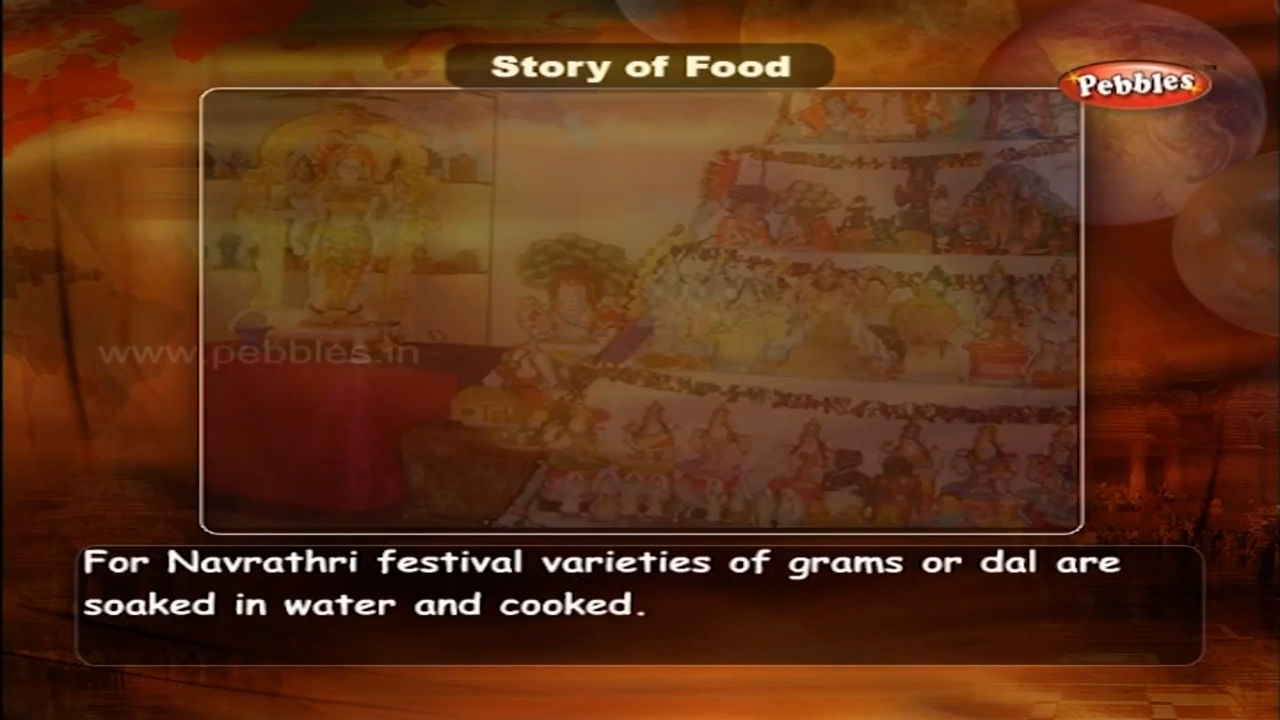 Story of Food
Pebbles™
www.pebbles.in
For Navrathri festival varieties of grams or dal are
soaked in water and cooked.